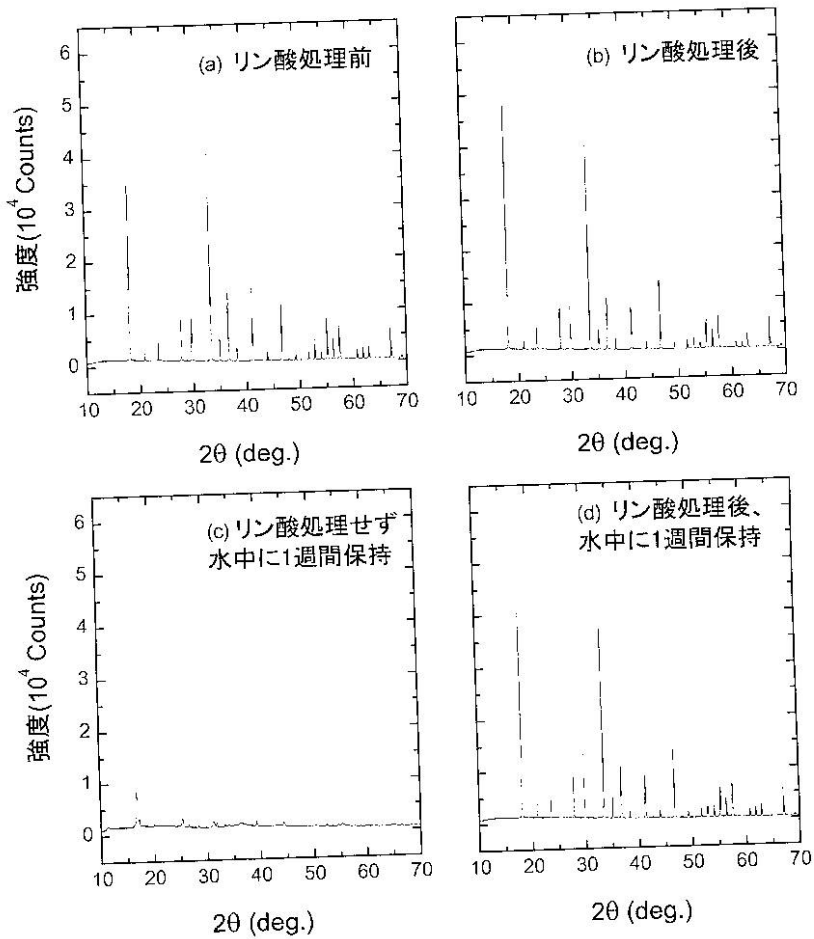 (a) リン酸処理前
6
5
4
3
2
1
0
強度(10⁴ Counts)
10 20 30 40 50 60 70
2θ (deg.)
(b) リン酸処理後
10 20 30 40 50 60 70
2θ (deg.)
(c) リン酸処理せず
水中に1週間保持
6
5
4
3
2
1
0
強度(10⁴ Counts)
10 20 30 40 50 60 70
2θ (deg.)
(d) リン酸処理後、
水中に1週間保持
10 20 30 40 50 60 70
2θ (deg.)